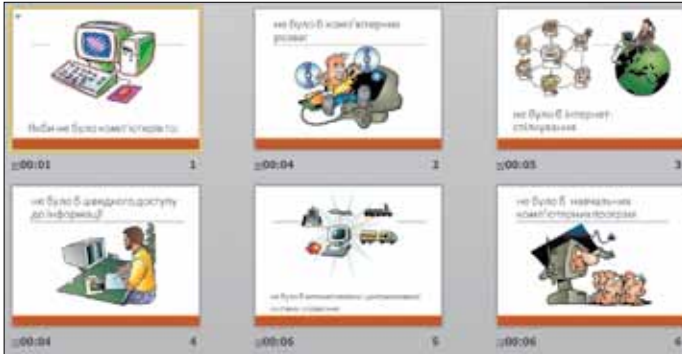 Якби не було комп'ютерів то:
не було б комп'ютерних
розваг
не було б інтернет-
спілкування
00:01 1
00:04 2
00:05 3
не було б швидкого доступу
до інформації
не було б
не було б навчальних
комп'ютерних програм
00:04 4
00:06 5
00:06 6